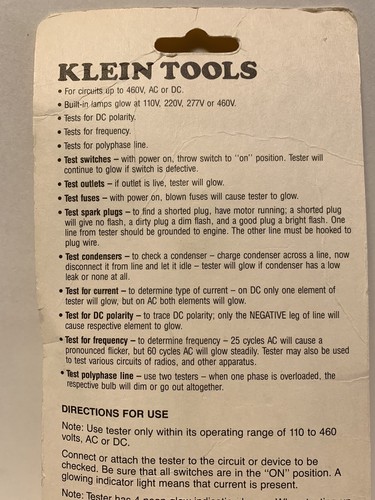 KLEIN TOOLS
• For circuits up to 460V, AC or DC.
• Built-in lamps glow at 110V, 220V, 277V or 460V.
• Tests for DC polarity.
• Tests for frequency.
• Tests for polyphase line.
• Test switches – with power on, throw switch to "on" position. Tester will
continue to glow if switch is defective.
• Test outlets – if outlet is live, tester will glow.
• Test fuses – with power on, blown fuses will cause tester to glow.
• Test spark plugs – to find a shorted plug, have motor running; a shorted plug
will give no flash, a dirty plug a dim flash, and a good plug a bright flash. One
line from tester should be grounded to engine. The other line must be hooked to
plug wire.
• Test condensers – to check a condenser – charge condenser across a line, now
disconnect it from line and let it idle – tester will glow if condenser has a low
leak or none at all.
• Test for current – to determine type of current – on DC only one element of
tester will glow, but on AC both elements will glow.
• Test for DC polarity – to trace DC polarity; only the NEGATIVE leg of line will
cause respective element to glow.
• Test for frequency – to determine frequency – 25 cycles AC will cause a
pronounced flicker, but 60 cycles AC will glow steadily. Tester may also be used
to test various circuits of radios, and other apparatus.
• Test polyphase line – use two testers – when one phase is overloaded, the
respective bulb will dim or go out altogether.
DIRECTIONS FOR USE
Note: Use tester only within its operating range of 110 to 460
volts, AC or DC.
Connect or attach the tester to the circuit or device to be
checked. Be sure that all switches are in the "ON" position. A
glowing indicator light means that current is present.
Note: Tester has 4 neon glow